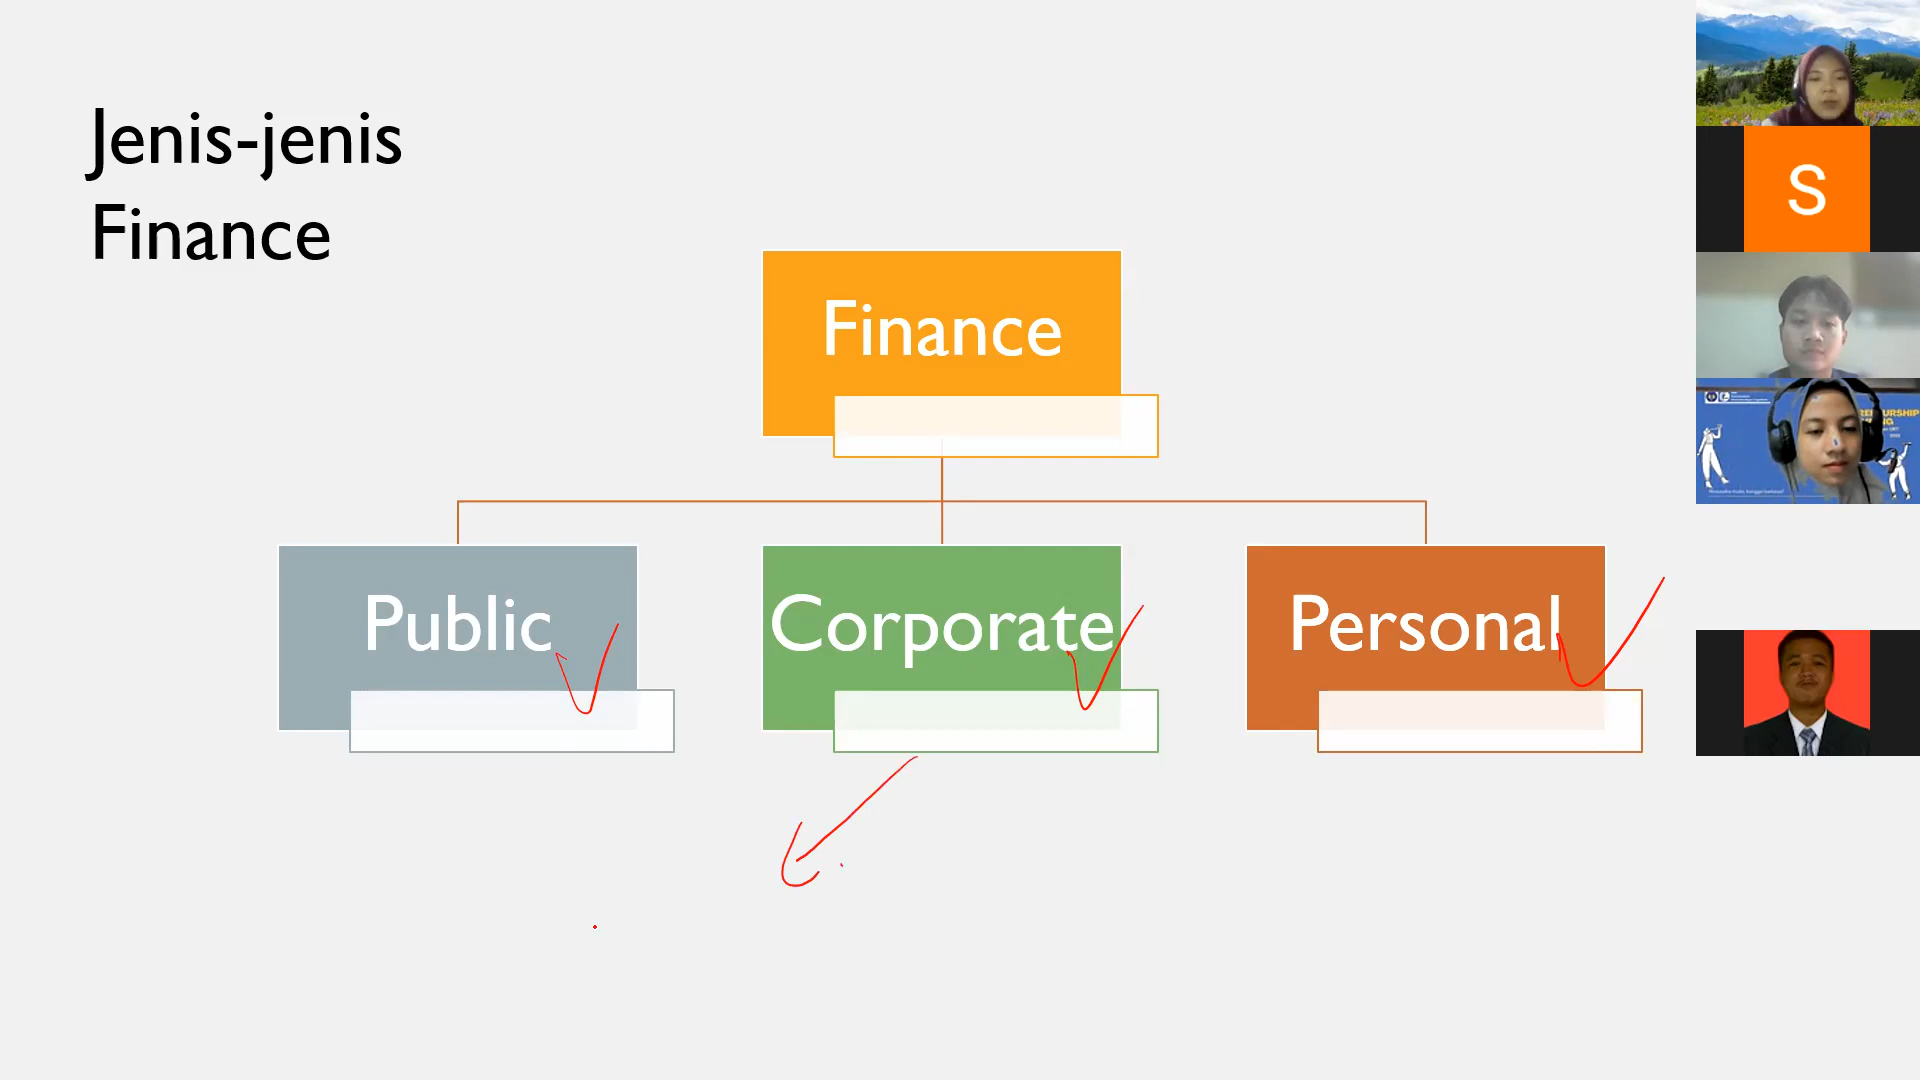 Jenis-jenis
Finance
Finance
Public
Corporate
Personal
S